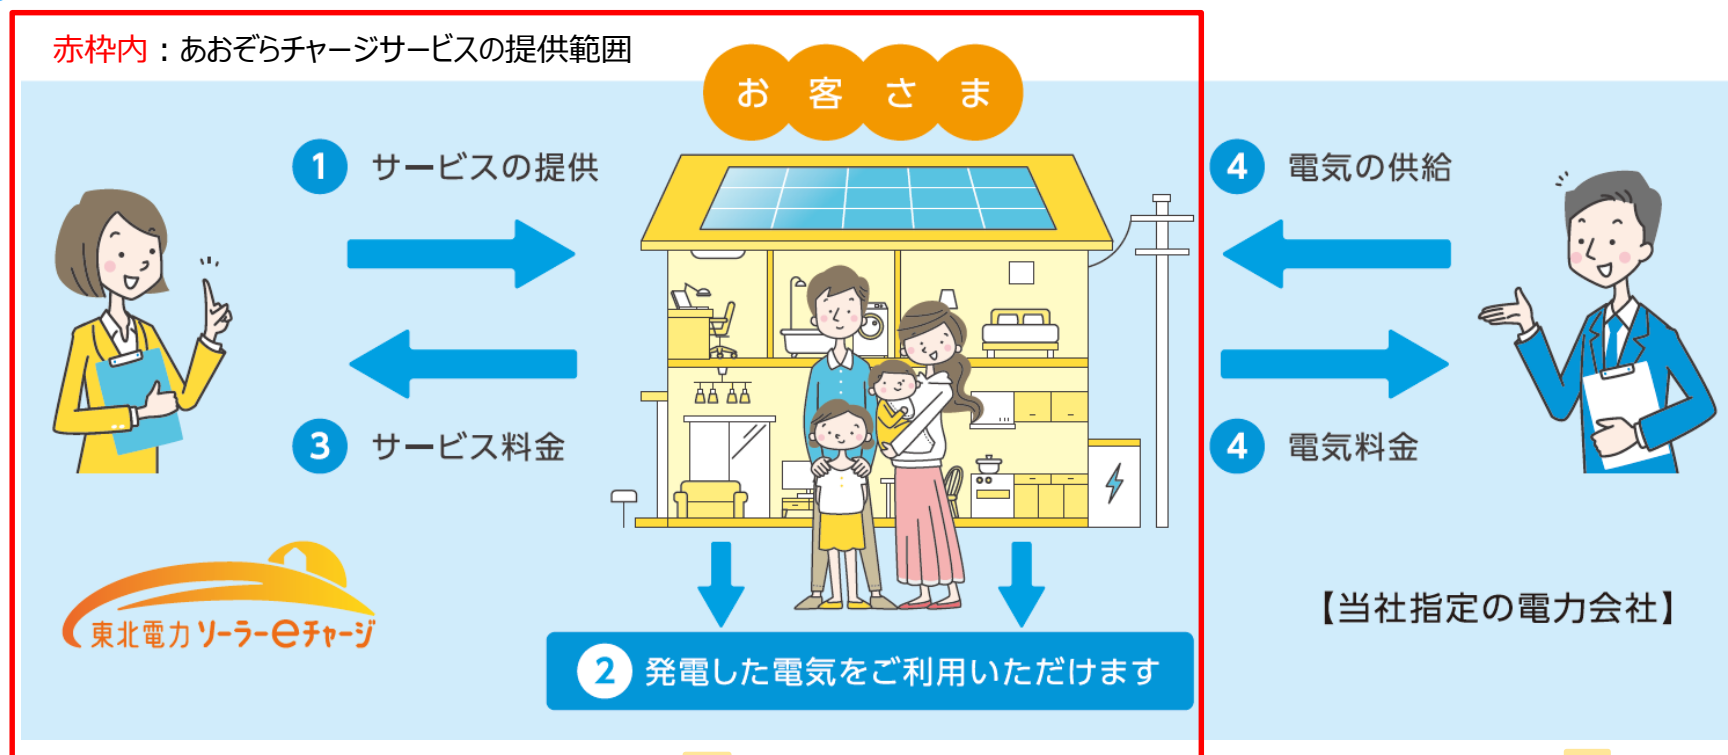 赤枠内：あおぞらチャージサービスの提供範囲
お客さま
1 サービスの提供
4 電気の供給
3 サービス料金
4 電気料金
東北電力 ソーラーeチャージ
【当社指定の電力会社】
2 発電した電気をご利用いただけます